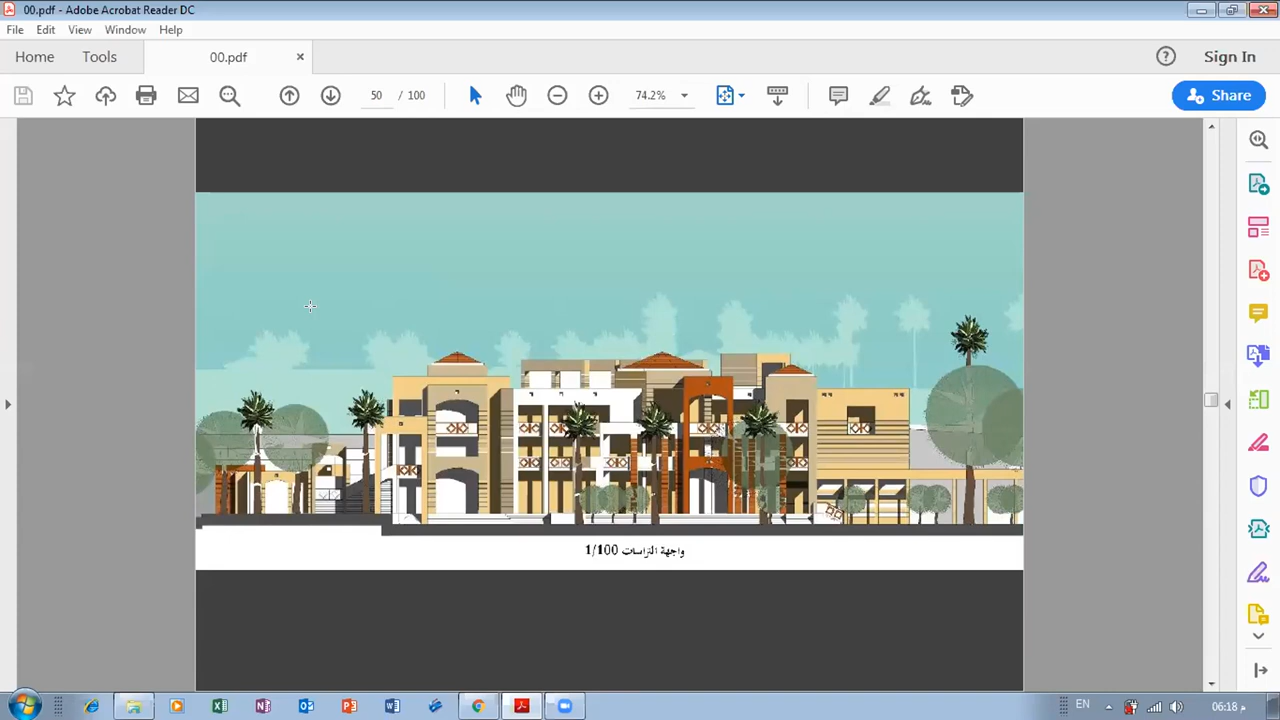 00.pdf - Adobe Acrobat Reader DC
File Edit View Window Help
Home Tools 00.pdf × Sign In
50 / 100 74.2% Share
واجهة التراسات 1/100
EN 06:18 م